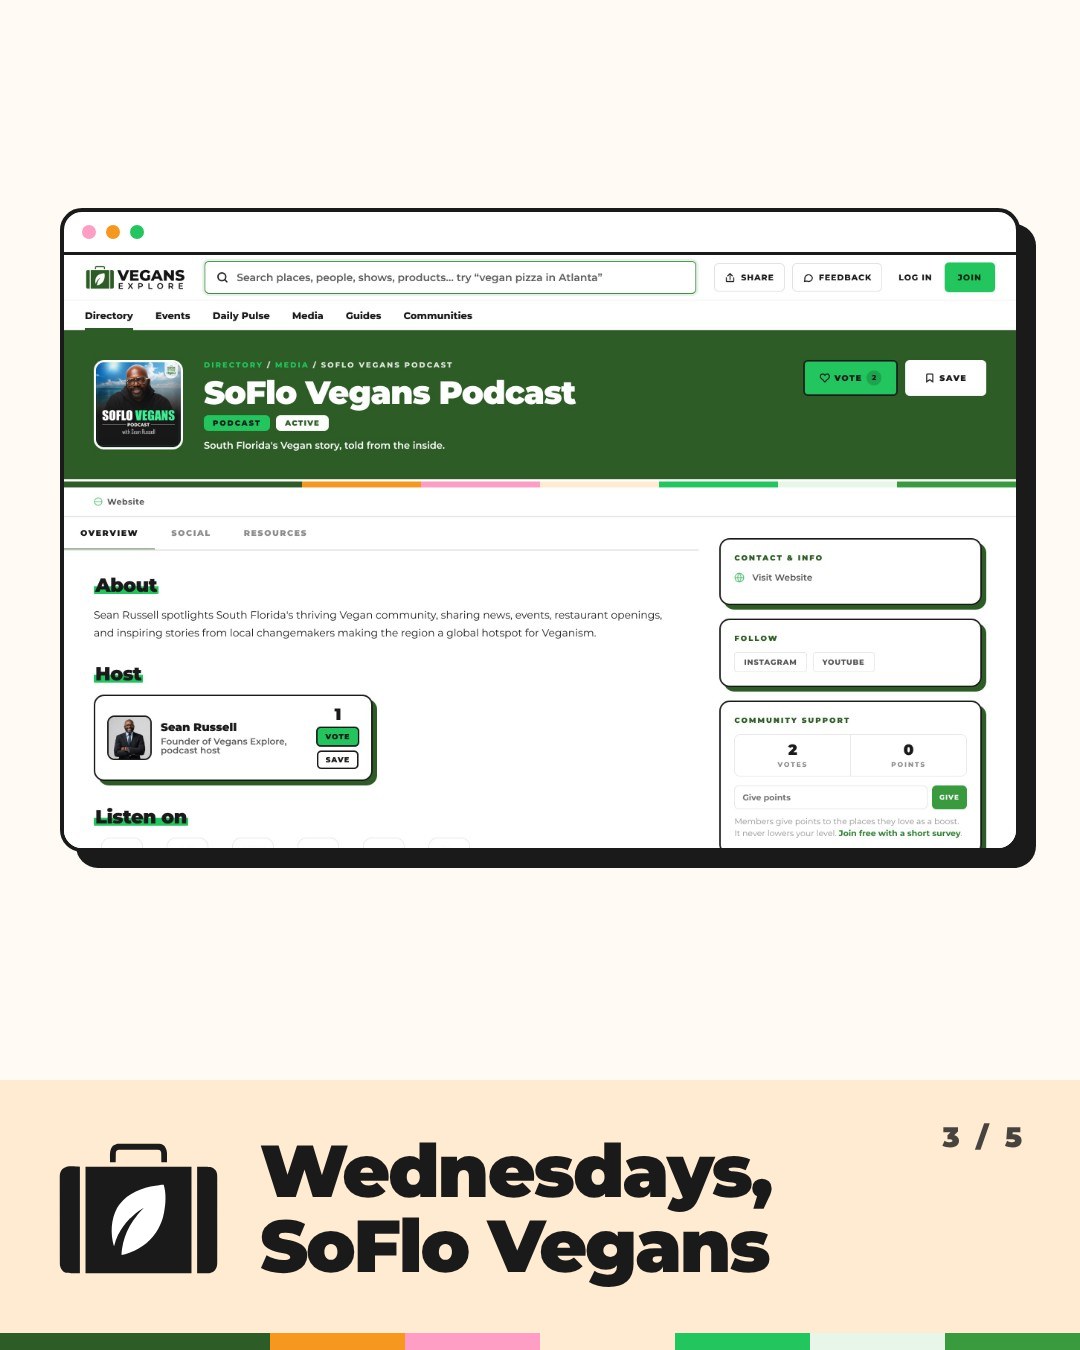 VEGANS
EXPLORE
Search places, people, shows, products... try “vegan pizza in Atlanta”
SHARE
FEEDBACK
LOG IN
JOIN
Directory
Events
Daily Pulse
Media
Guides
Communities
DIRECTORY / MEDIA / SOFLO VEGANS PODCAST
SoFlo Vegans Podcast
PODCAST
ACTIVE
South Florida's Vegan story, told from the inside.
SOFLO VEGANS
PODCAST
with Sean Russell
VOTE 2
SAVE
Website
OVERVIEW
SOCIAL
RESOURCES
About
Sean Russell spotlights South Florida's thriving Vegan community, sharing news, events, restaurant openings,
and inspiring stories from local changemakers making the region a global hotspot for Veganism.
Host
Sean Russell
Founder of Vegans Explore,
podcast host
1
VOTE
SAVE
Listen on
CONTACT & INFO
Visit Website
FOLLOW
INSTAGRAM
YOUTUBE
COMMUNITY SUPPORT
2
VOTES
0
POINTS
Give points
GIVE
Members give points to the places they love as a boost.
It never lowers your level. Join free with a short survey.
3 / 5
Wednesdays,
SoFlo Vegans